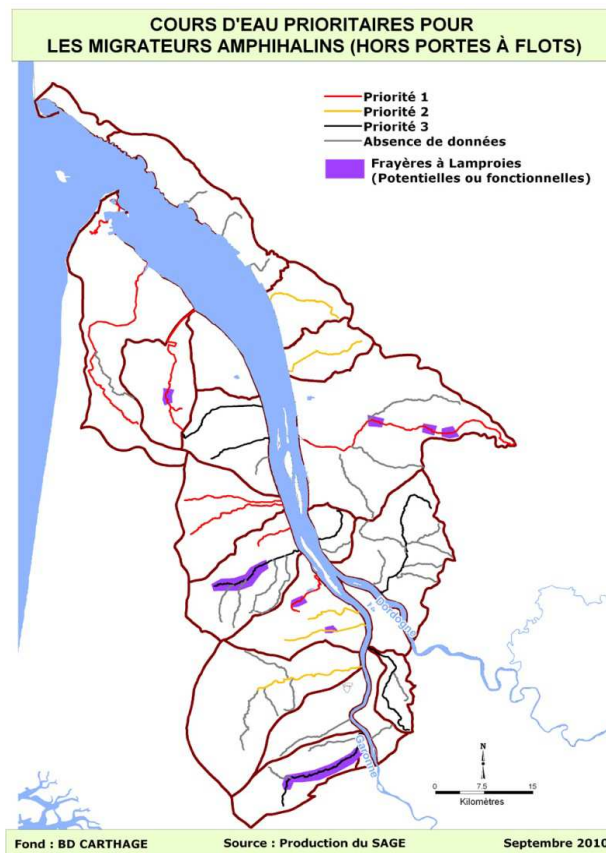 COURS D'EAU PRIORITAIRES POUR
LES MIGRATEURS AMPHIHALINS (HORS PORTES À FLOTS)
Priorité 1
Priorité 2
Priorité 3
Absence de données
Frayères à Lamproies
(Potentielles ou fonctionnelles)
Dordogne
Garonne
N
0 7.5 15
Kilomètres
Fond : BD CARTHAGE Source : Production du SAGE Septembre 2010